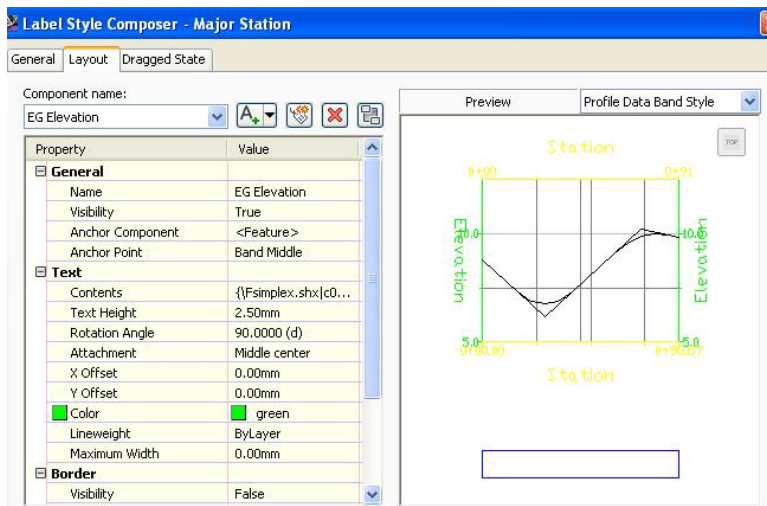 Label Style Composer - Major Station
General Layout Dragged State
Component name:
EG Elevation
Property Value
General
Name EG Elevation
Visibility True
Anchor Component <Feature>
Anchor Point Band Middle
Text
Contents {\Fsimplex.shx|c0...
Text Height 2.50mm
Rotation Angle 90.0000 (d)
Attachment Middle center
X Offset 0.00mm
Y Offset 0.00mm
Color green
Lineweight ByLayer
Maximum Width 0.00mm
Border
Visibility False
Preview Profile Data Band Style
TOP
Station
0+00 0+91
Elevation
Elevation
5.0 5.0
Station